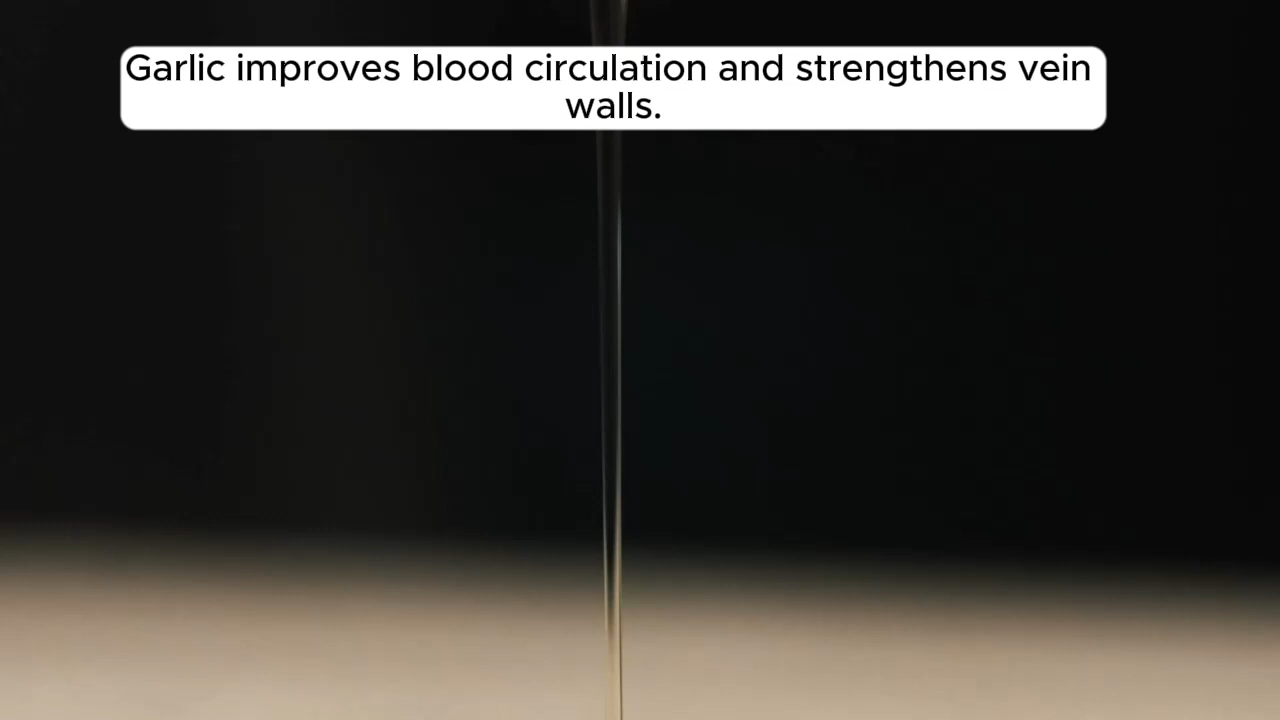 Garlic improves blood circulation and strengthens vein
walls.